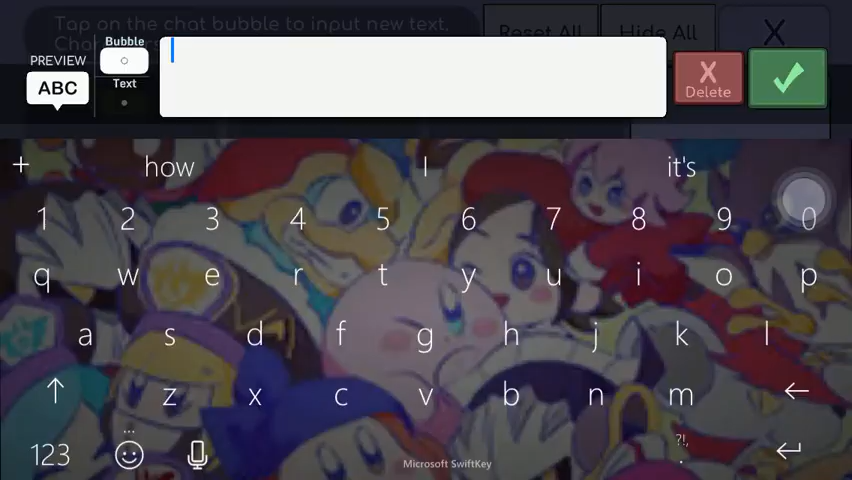 Tap on the chat bubble to input new text,
Reset All
Hide All
X
Bubble
PREVIEW
ABC
Text
X
Delete
+
how
I
it's
1 2 3 4 5 6 7 8 9 0
q w e r t y u i o p
a s d f g h j k l
z x c v b n m
123
?!,
.
Microsoft SwiftKey